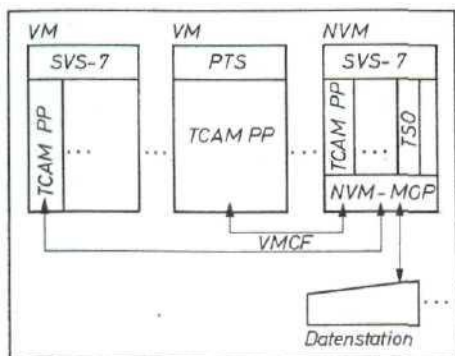 VM
VM
NVM
SVS-7
PTS
SVS-7
TCAM PP
...
...
TCAM PP
...
TCAM PP
...
TSO
NVM-MCP
VMCF
Datenstation
...